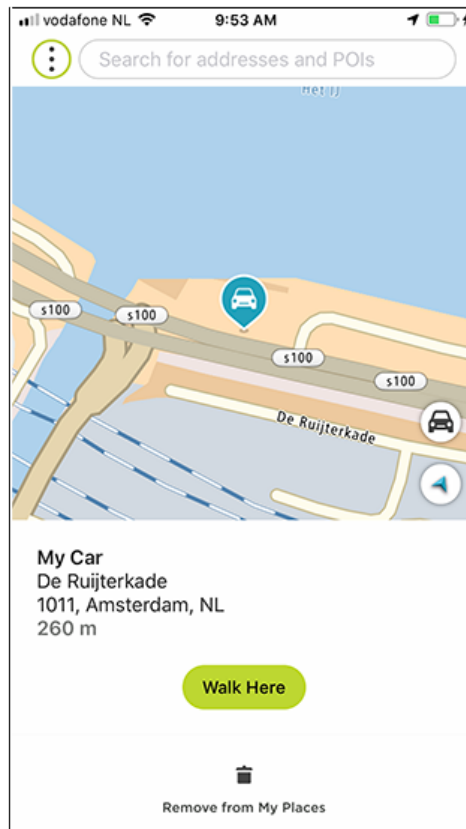 vodafone NL 9:53 AM
Search for addresses and POIs
Het IJ
s100
s100
s100
s100
De Ruijterkade
My Car
De Ruijterkade
1011, Amsterdam, NL
260 m
Walk Here
Remove from My Places